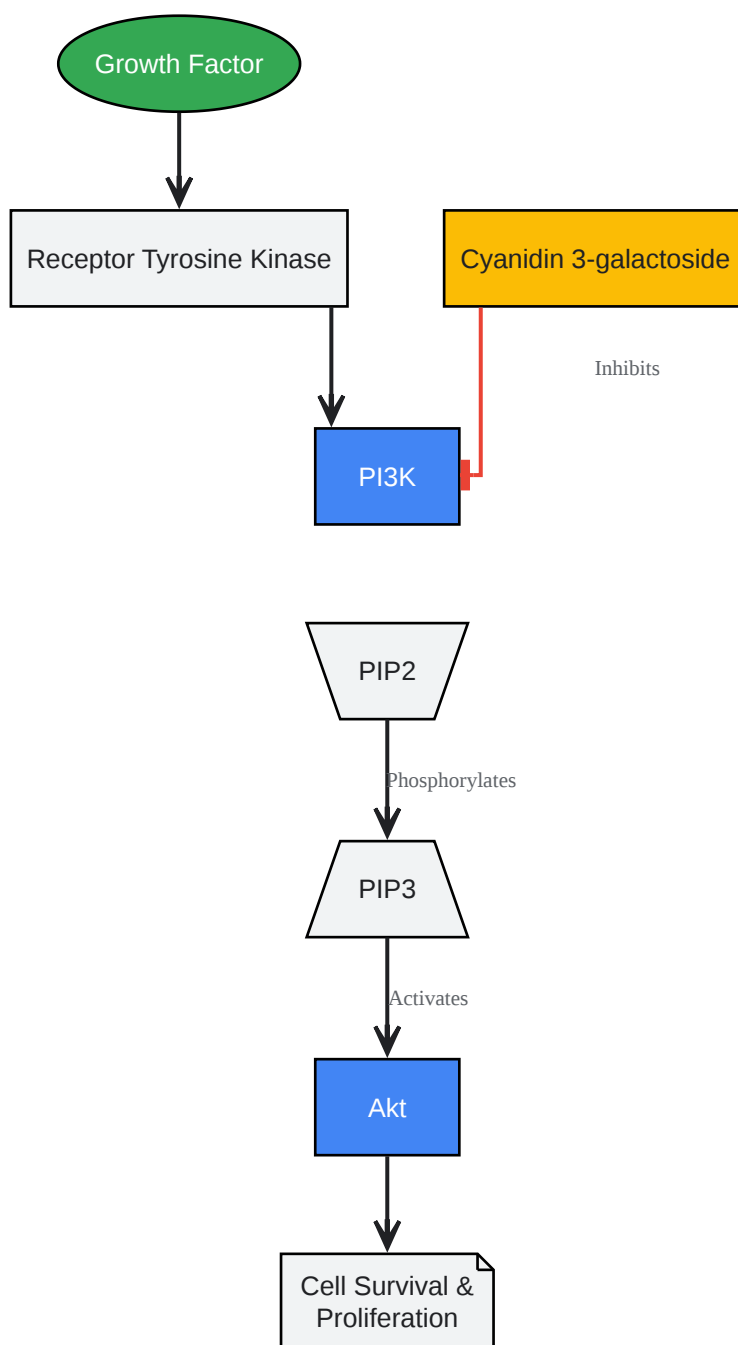 Growth Factor
Receptor Tyrosine Kinase
Cyanidin 3-galactoside
Inhibits
PI3K
PIP2
Phosphorylates
PIP3
Activates
Akt
Cell Survival &
Proliferation